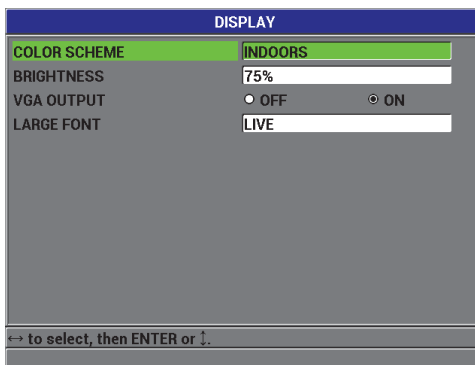 DISPLAY
COLOR SCHEME INDOORS
BRIGHTNESS 75%
VGA OUTPUT OFF ON
LARGE FONT LIVE
↔ to select, then ENTER or ↕.